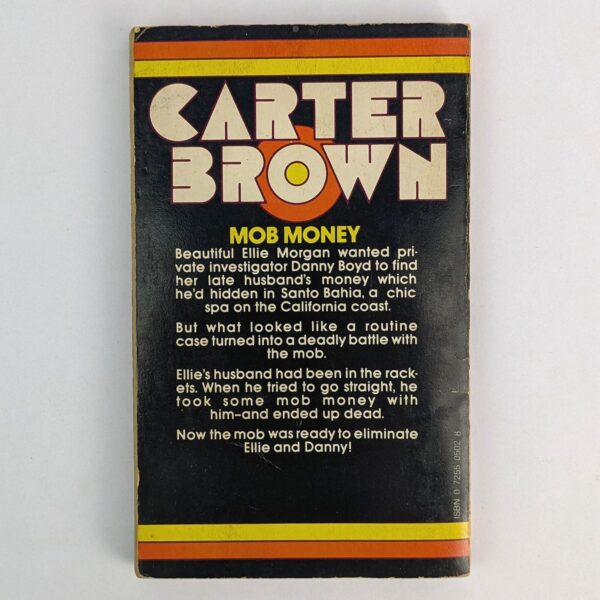 CARTER
BROWN
MOB MONEY
Beautiful Ellie Morgan wanted pri-
vate investigator Danny Boyd to find
her late husband's money which
he'd hidden in Santo Bahia, a chic
spa on the California coast.
But what looked like a routine
case turned into a deadly battle with
the mob.
Ellie's husband had been in the rack-
ets. When he tried to go straight, he
took some mob money with
him–and ended up dead.
Now the mob was ready to eliminate
Ellie and Danny!
ISBN 0 7255 0502 8